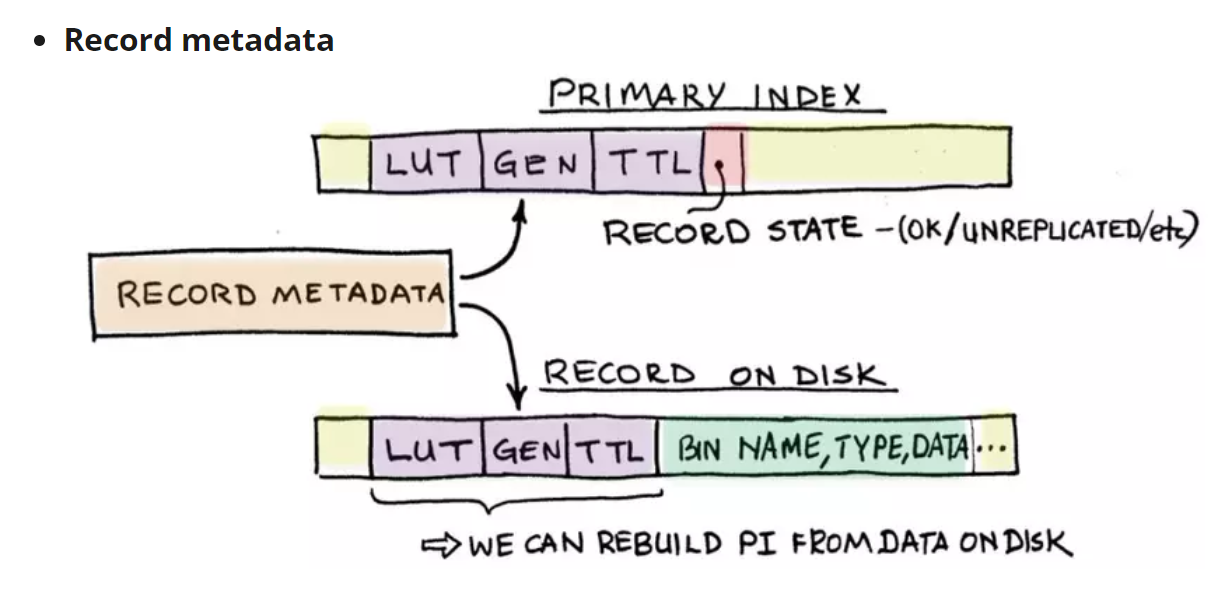 • Record metadata
PRIMARY INDEX
LUT GEN TTL
RECORD STATE - (OK/UNREPLICATED/etc)
RECORD METADATA
RECORD ON DISK
LUT GEN TTL BIN NAME, TYPE, DATA ...
⇒ WE CAN REBUILD PI FROM DATA ON DISK